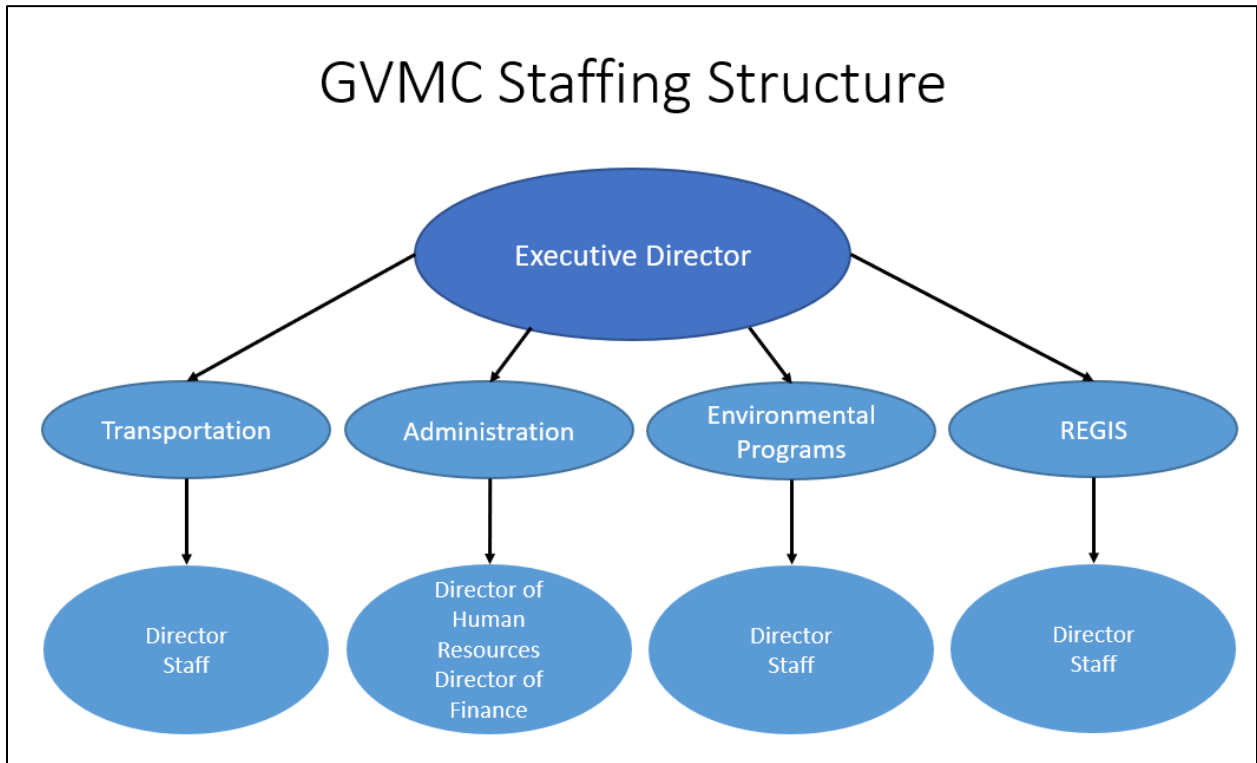 GVMC Staffing Structure
Executive Director
Transportation
Administration
Environmental
Programs
REGIS
Director
Staff
Director of
Human
Resources
Director of
Finance
Director
Staff
Director
Staff